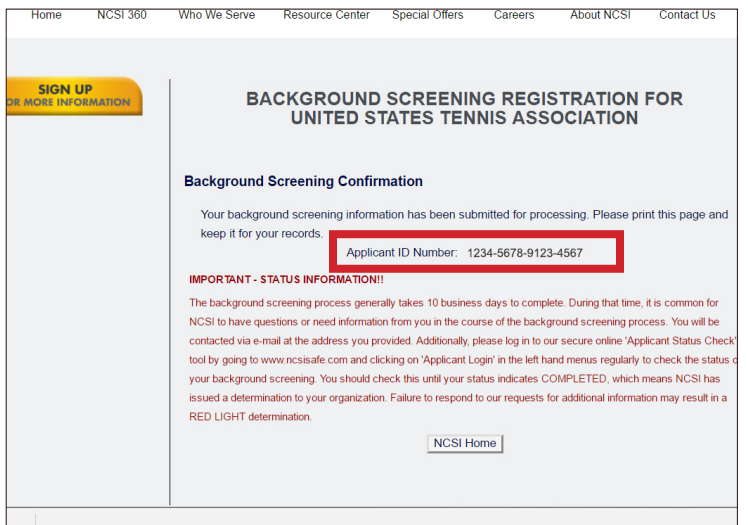 Home NCSI 360 Who We Serve Resource Center Special Offers Careers About NCSI Contact Us
SIGN UP
OR MORE INFORMATION
BACKGROUND SCREENING REGISTRATION FOR
UNITED STATES TENNIS ASSOCIATION
Background Screening Confirmation
Your background screening information has been submitted for processing. Please print this page and
keep it for your records.
Applicant ID Number: 1234-5678-9123-4567
IMPORTANT - STATUS INFORMATION!!
The background screening process generally takes 10 business days to complete. During that time, it is common for
NCSI to have questions or need information from you in the course of the background screening process. You will be
contacted via e-mail at the address you provided. Additionally, please log in to our secure online 'Applicant Status Check'
tool by going to www.ncsisafe.com and clicking on 'Applicant Login' in the left hand menus regularly to check the status o
your background screening. You should check this until your status indicates COMPLETED, which means NCSI has
issued a determination to your organization. Failure to respond to our requests for additional information may result in a
RED LIGHT determination.
NCSI Home